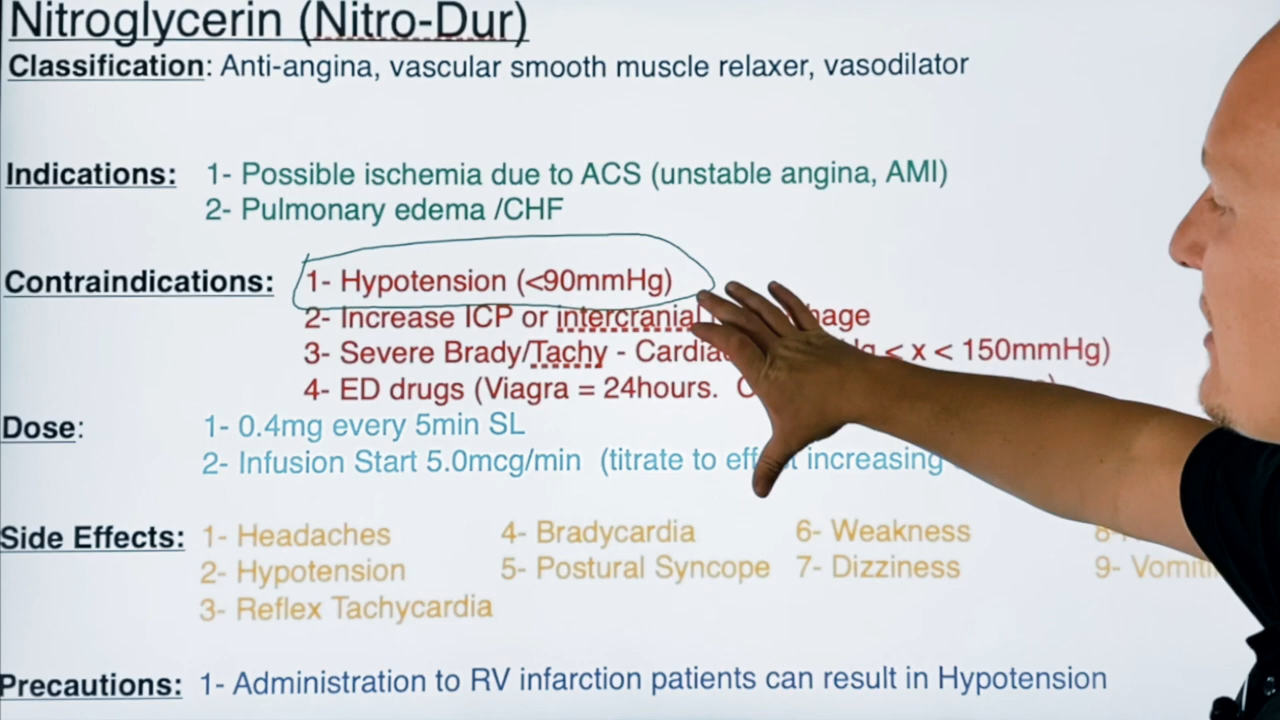 Nitroglycerin (Nitro-Dur)
Classification: Anti-angina, vascular smooth muscle relaxer, vasodilator
Indications: 1- Possible ischemia due to ACS (unstable angina, AMI)
2- Pulmonary edema /CHF
Contraindications: 1- Hypotension (<90mmHg)
2- Increase ICP or intercranial
3- Severe Brady/Tachy - < x < 150mmHg)
4- ED drugs (Viagra = 24hours.
Dose: 1- 0.4mg every 5min SL
2- Infusion Start 5.0mcg/min (titrate to increasing
Side Effects: 1- Headaches 4- Bradycardia 6- Weakness
2- Hypotension 5- Postural Syncope 7- Dizziness 9-
3- Reflex Tachycardia
Precautions: 1- Administration to RV infarction patients can result in Hypotension